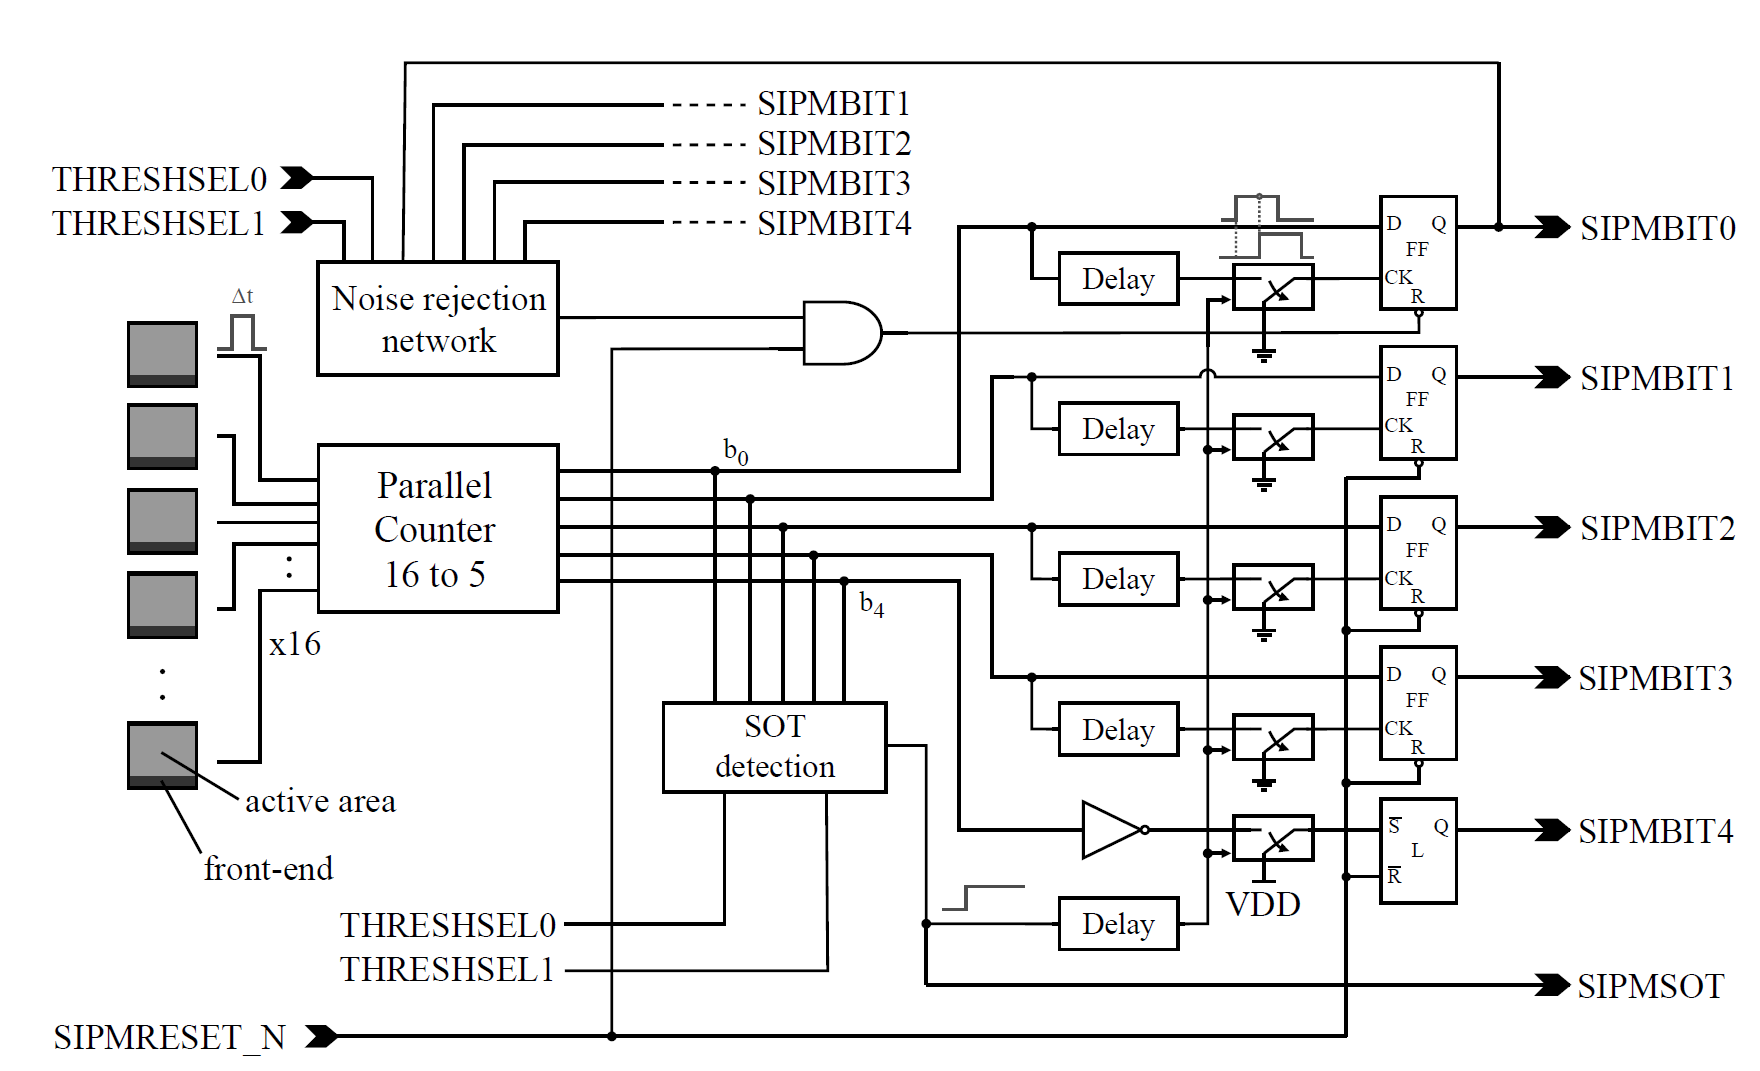 SIPMBIT1
SIPMBIT2
SIPMBIT3
SIPMBIT4
THRESHSEL0
THRESHSEL1
Noise rejection
network
Δt
Parallel
Counter
16 to 5
x16
active area
front-end
b0
b4
SOT
detection
THRESHSEL0
THRESHSEL1
SIPMRESET_N
Delay
D Q
FF
CK
R
SIPMBIT0
Delay
D Q
FF
CK
R
SIPMBIT1
Delay
D Q
FF
CK
R
SIPMBIT2
Delay
D Q
FF
CK
R
SIPMBIT3
VDD
S̅ Q
L
R̅
SIPMBIT4
Delay
SIPMSOT